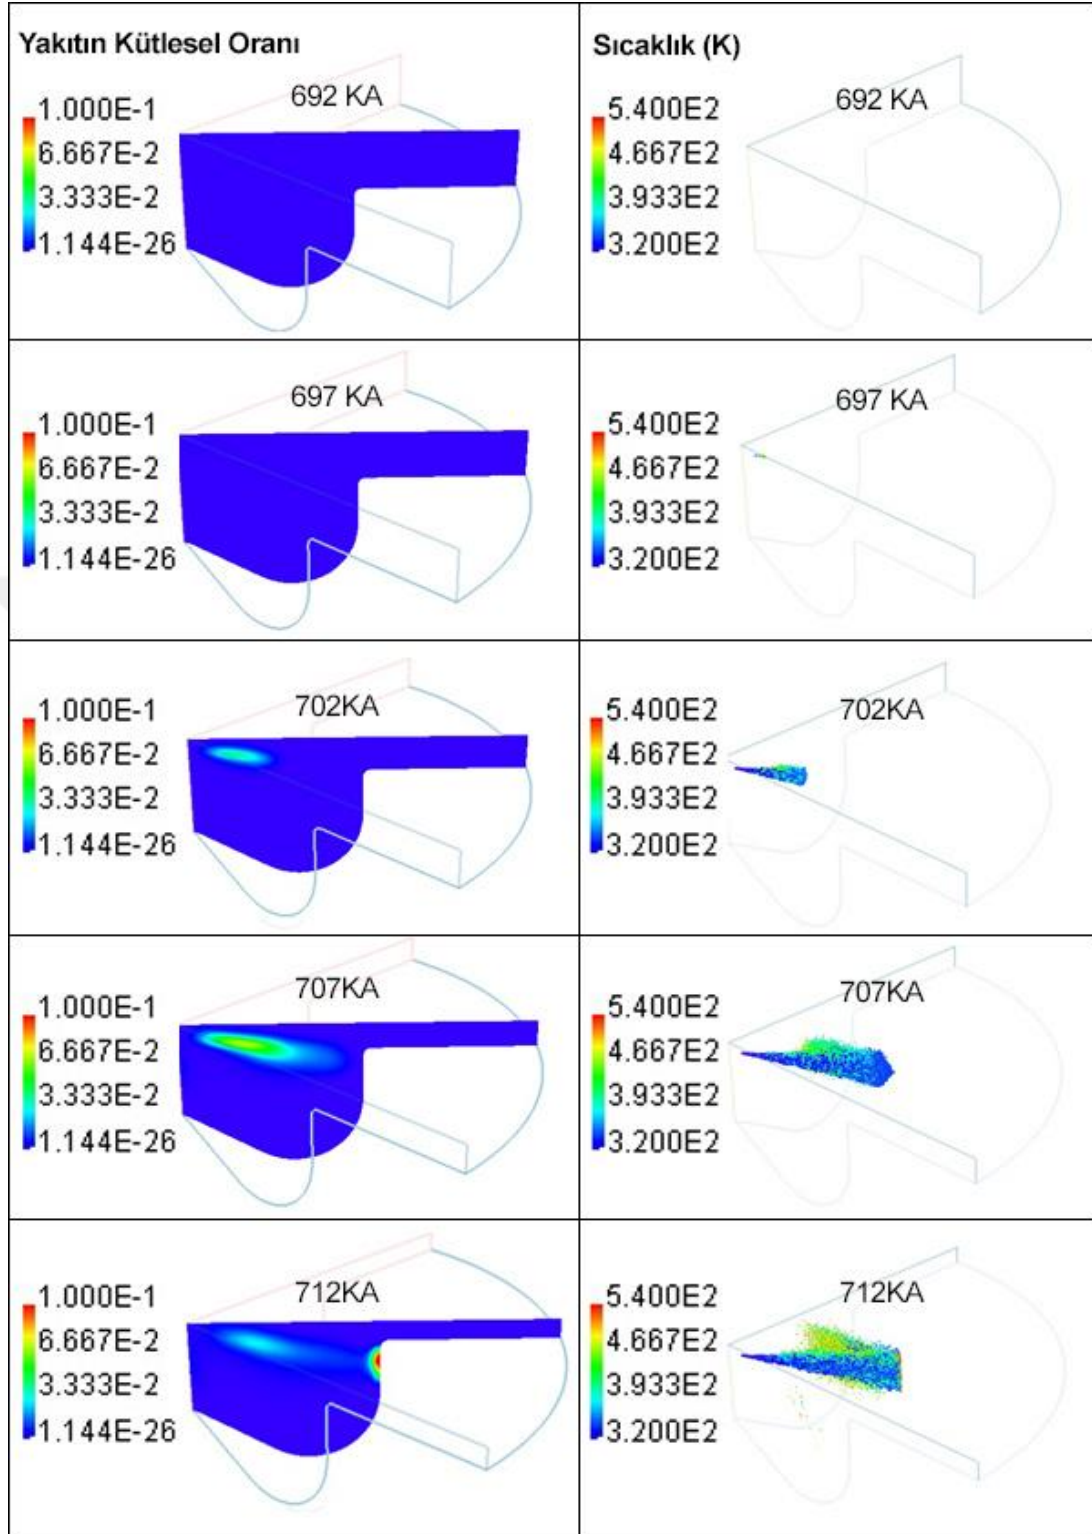 Yakıtın Kütlesel Oranı
692 KA
1.000E-1
6.667E-2
3.333E-2
1.144E-26
Sıcaklık (K)
692 KA
5.400E2
4.667E2
3.933E2
3.200E2
697 KA
1.000E-1
6.667E-2
3.333E-2
1.144E-26
697 KA
5.400E2
4.667E2
3.933E2
3.200E2
702KA
1.000E-1
6.667E-2
3.333E-2
1.144E-26
702KA
5.400E2
4.667E2
3.933E2
3.200E2
707KA
1.000E-1
6.667E-2
3.333E-2
1.144E-26
707KA
5.400E2
4.667E2
3.933E2
3.200E2
712KA
1.000E-1
6.667E-2
3.333E-2
1.144E-26
712KA
5.400E2
4.667E2
3.933E2
3.200E2